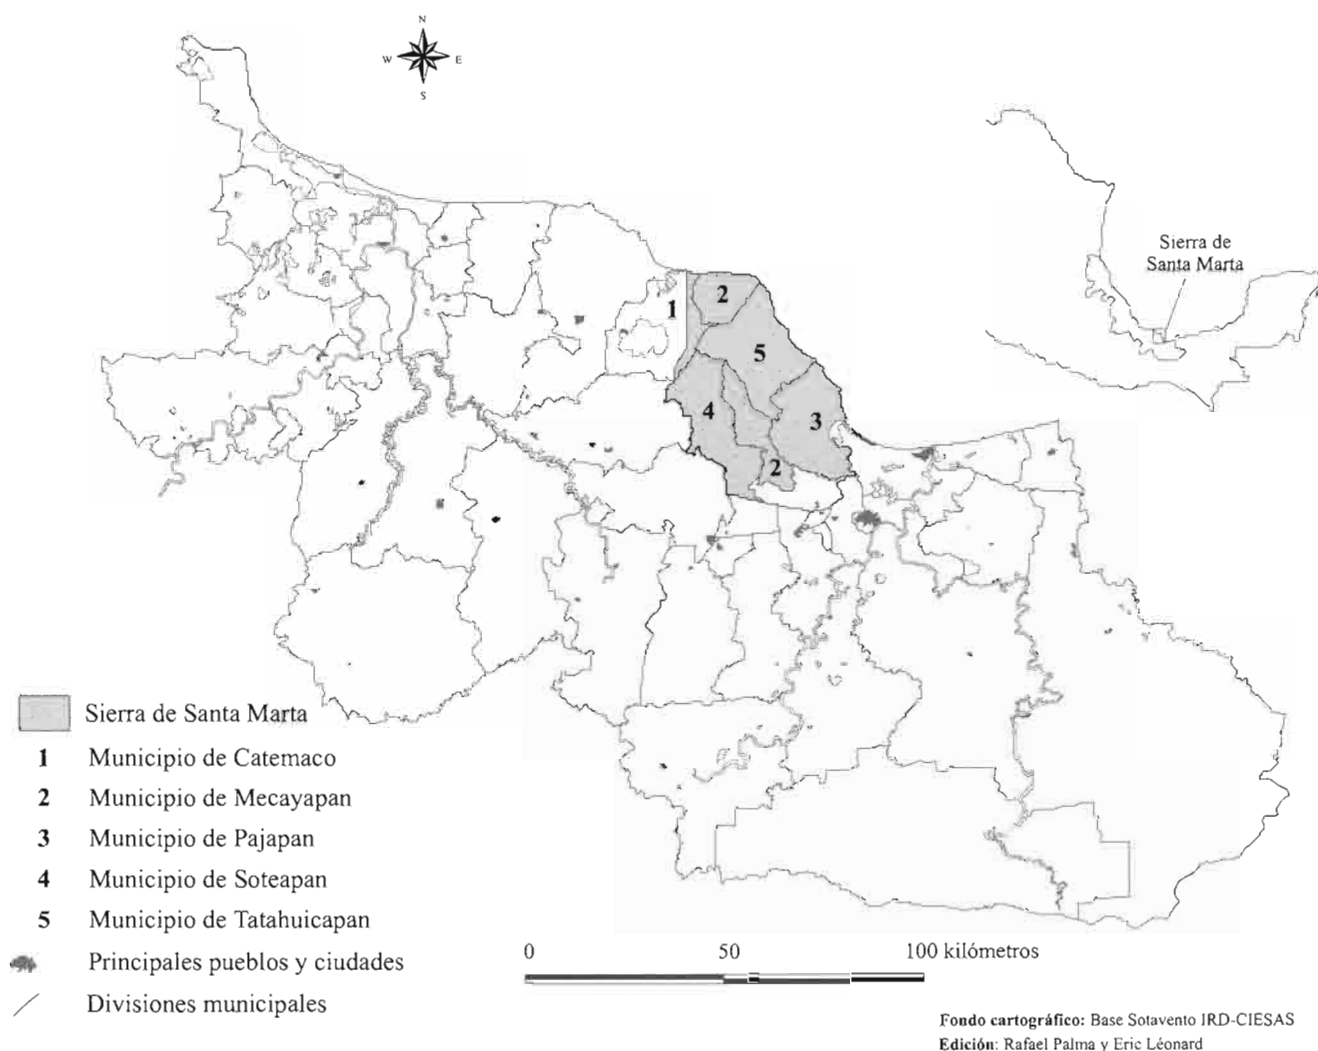 N
W E
S
Sierra de
Santa Marta
1
2
5
4
3
2
Sierra de Santa Marta
1 Municipio de Catemaco
2 Municipio de Mecayapan
3 Municipio de Pajapan
4 Municipio de Soteapan
5 Municipio de Tatahuicapan
Principales pueblos y ciudades
Divisiones municipales
0 50 100 kilómetros
Fondo cartográfico: Base Sotavento IRD-CIESAS
Edición: Rafael Palma y Eric Léonard